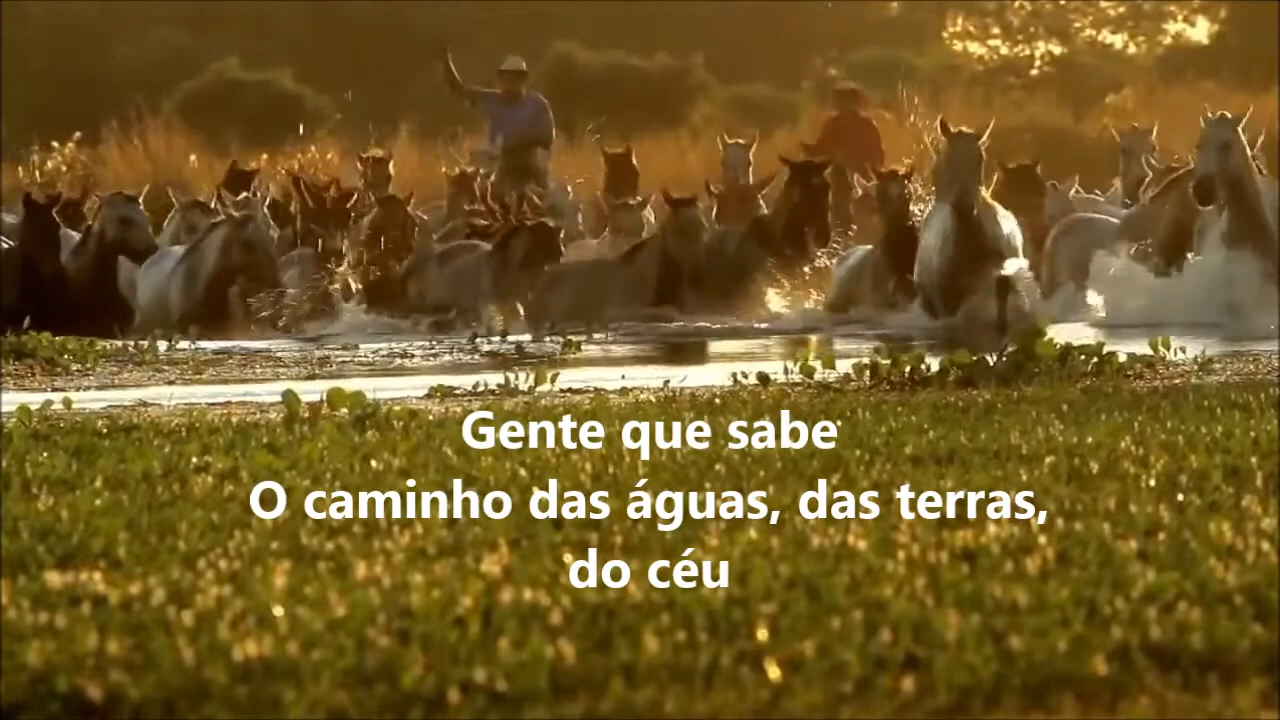 Gente que sabe
O caminho das águas, das terras,
do céu